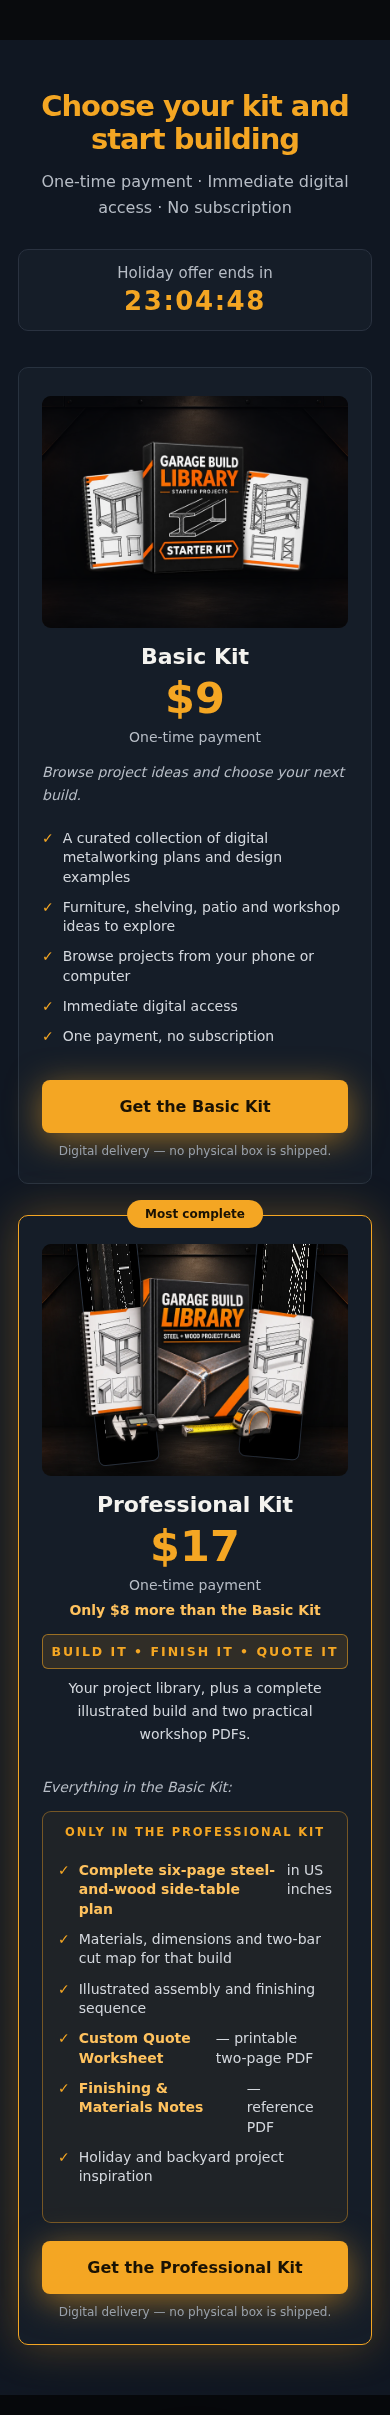 Choose your kit and
start building
One-time payment · Immediate digital
access · No subscription
Holiday offer ends in
23:04:48
GARAGE BUILD
LIBRARY
STARTER PROJECTS
STARTER KIT
Basic Kit
$9
One-time payment
Browse project ideas and choose your next
build.
✓ A curated collection of digital
metalworking plans and design
examples
✓ Furniture, shelving, patio and workshop
ideas to explore
✓ Browse projects from your phone or
computer
✓ Immediate digital access
✓ One payment, no subscription
Get the Basic Kit
Digital delivery — no physical box is shipped.
Most complete
GARAGE BUILD
LIBRARY
STEEL + WOOD PROJECT PLANS
Professional Kit
$17
One-time payment
Only $8 more than the Basic Kit
BUILD IT • FINISH IT • QUOTE IT
Your project library, plus a complete
illustrated build and two practical
workshop PDFs.
Everything in the Basic Kit:
ONLY IN THE PROFESSIONAL KIT
✓ Complete six-page steel- in US
and-wood side-table inches
plan
✓ Materials, dimensions and two-bar
cut map for that build
✓ Illustrated assembly and finishing
sequence
✓ Custom Quote — printable
Worksheet two-page PDF
✓ Finishing & —
Materials Notes reference
PDF
✓ Holiday and backyard project
inspiration
Get the Professional Kit
Digital delivery — no physical box is shipped.